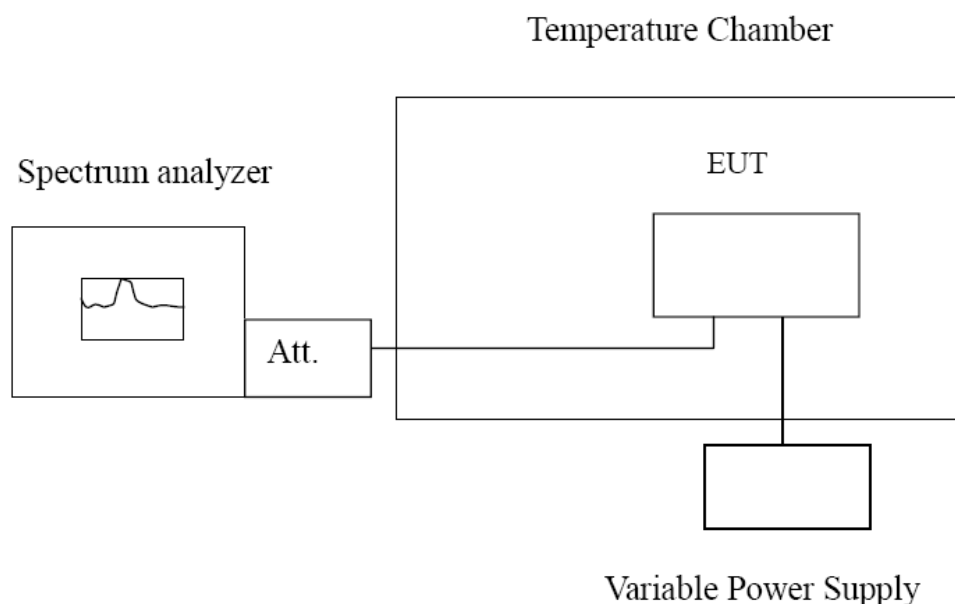 Temperature Chamber
Spectrum analyzer
EUT
Att.
Variable Power Supply